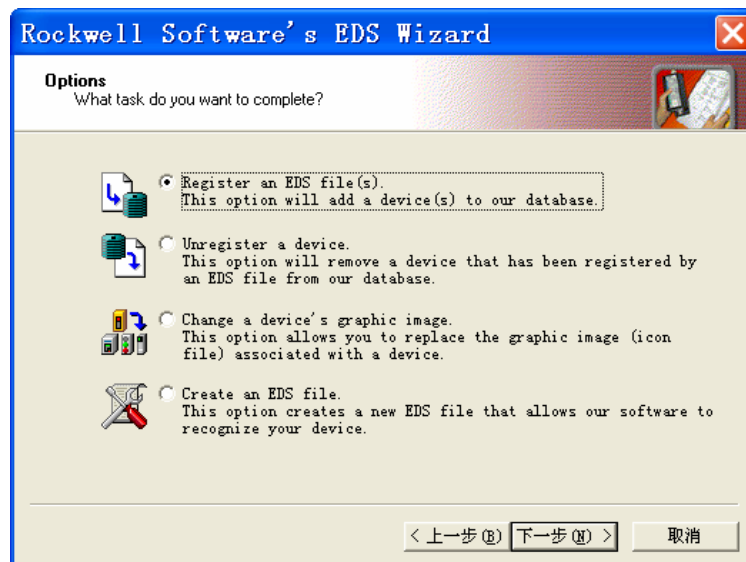 Rockwell Software's EDS Wizard
Options
What task do you want to complete?
Register an EDS file(s).
This option will add a device(s) to our database.
Unregister a device.
This option will remove a device that has been registered by
an EDS file from our database.
Change a device's graphic image.
This option allows you to replace the graphic image (icon
file) associated with a device.
Create an EDS file.
This option creates a new EDS file that allows our software to
recognize your device.
< 上一步(B) 下一步(N) > 取消